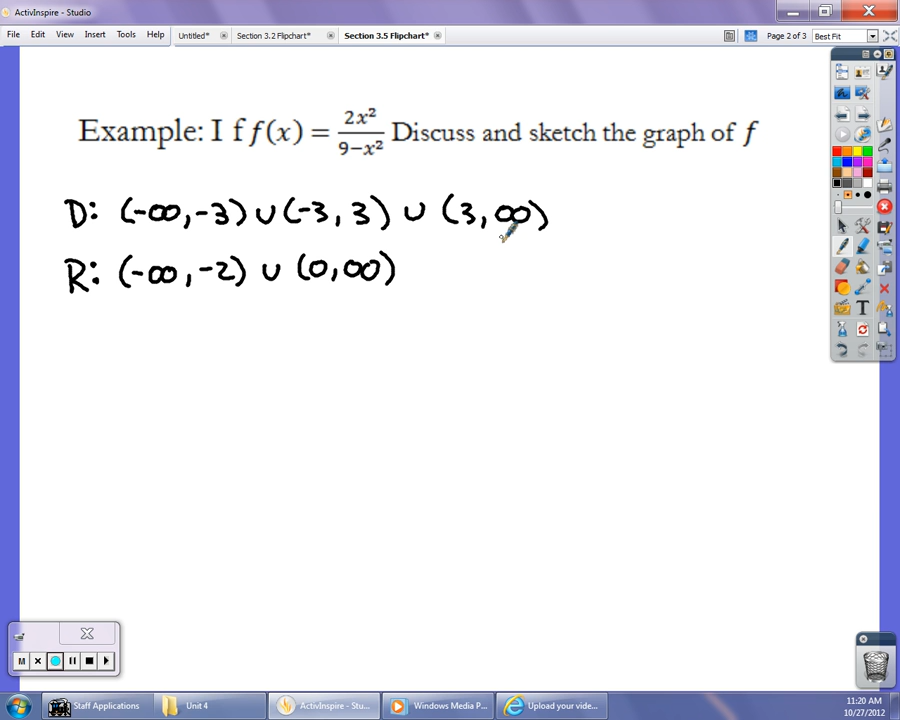 ActivInspire - Studio
File Edit View Insert Tools Help Untitled* Section 3.2 Flipchart* Section 3.5 Flipchart* Page 2 of 3 Best Fit
Example: I f f(x) = 2x²/9−x² Discuss and sketch the graph of f
D: (-∞,-3) ∪ (-3, 3) ∪ (3,∞)
R: (-∞,-2) ∪ (0,∞)
M
Staff Applications Unit 4 ActivInspire - Stu... Windows Media P... Upload your vide... 11:20 AM
10/27/2012